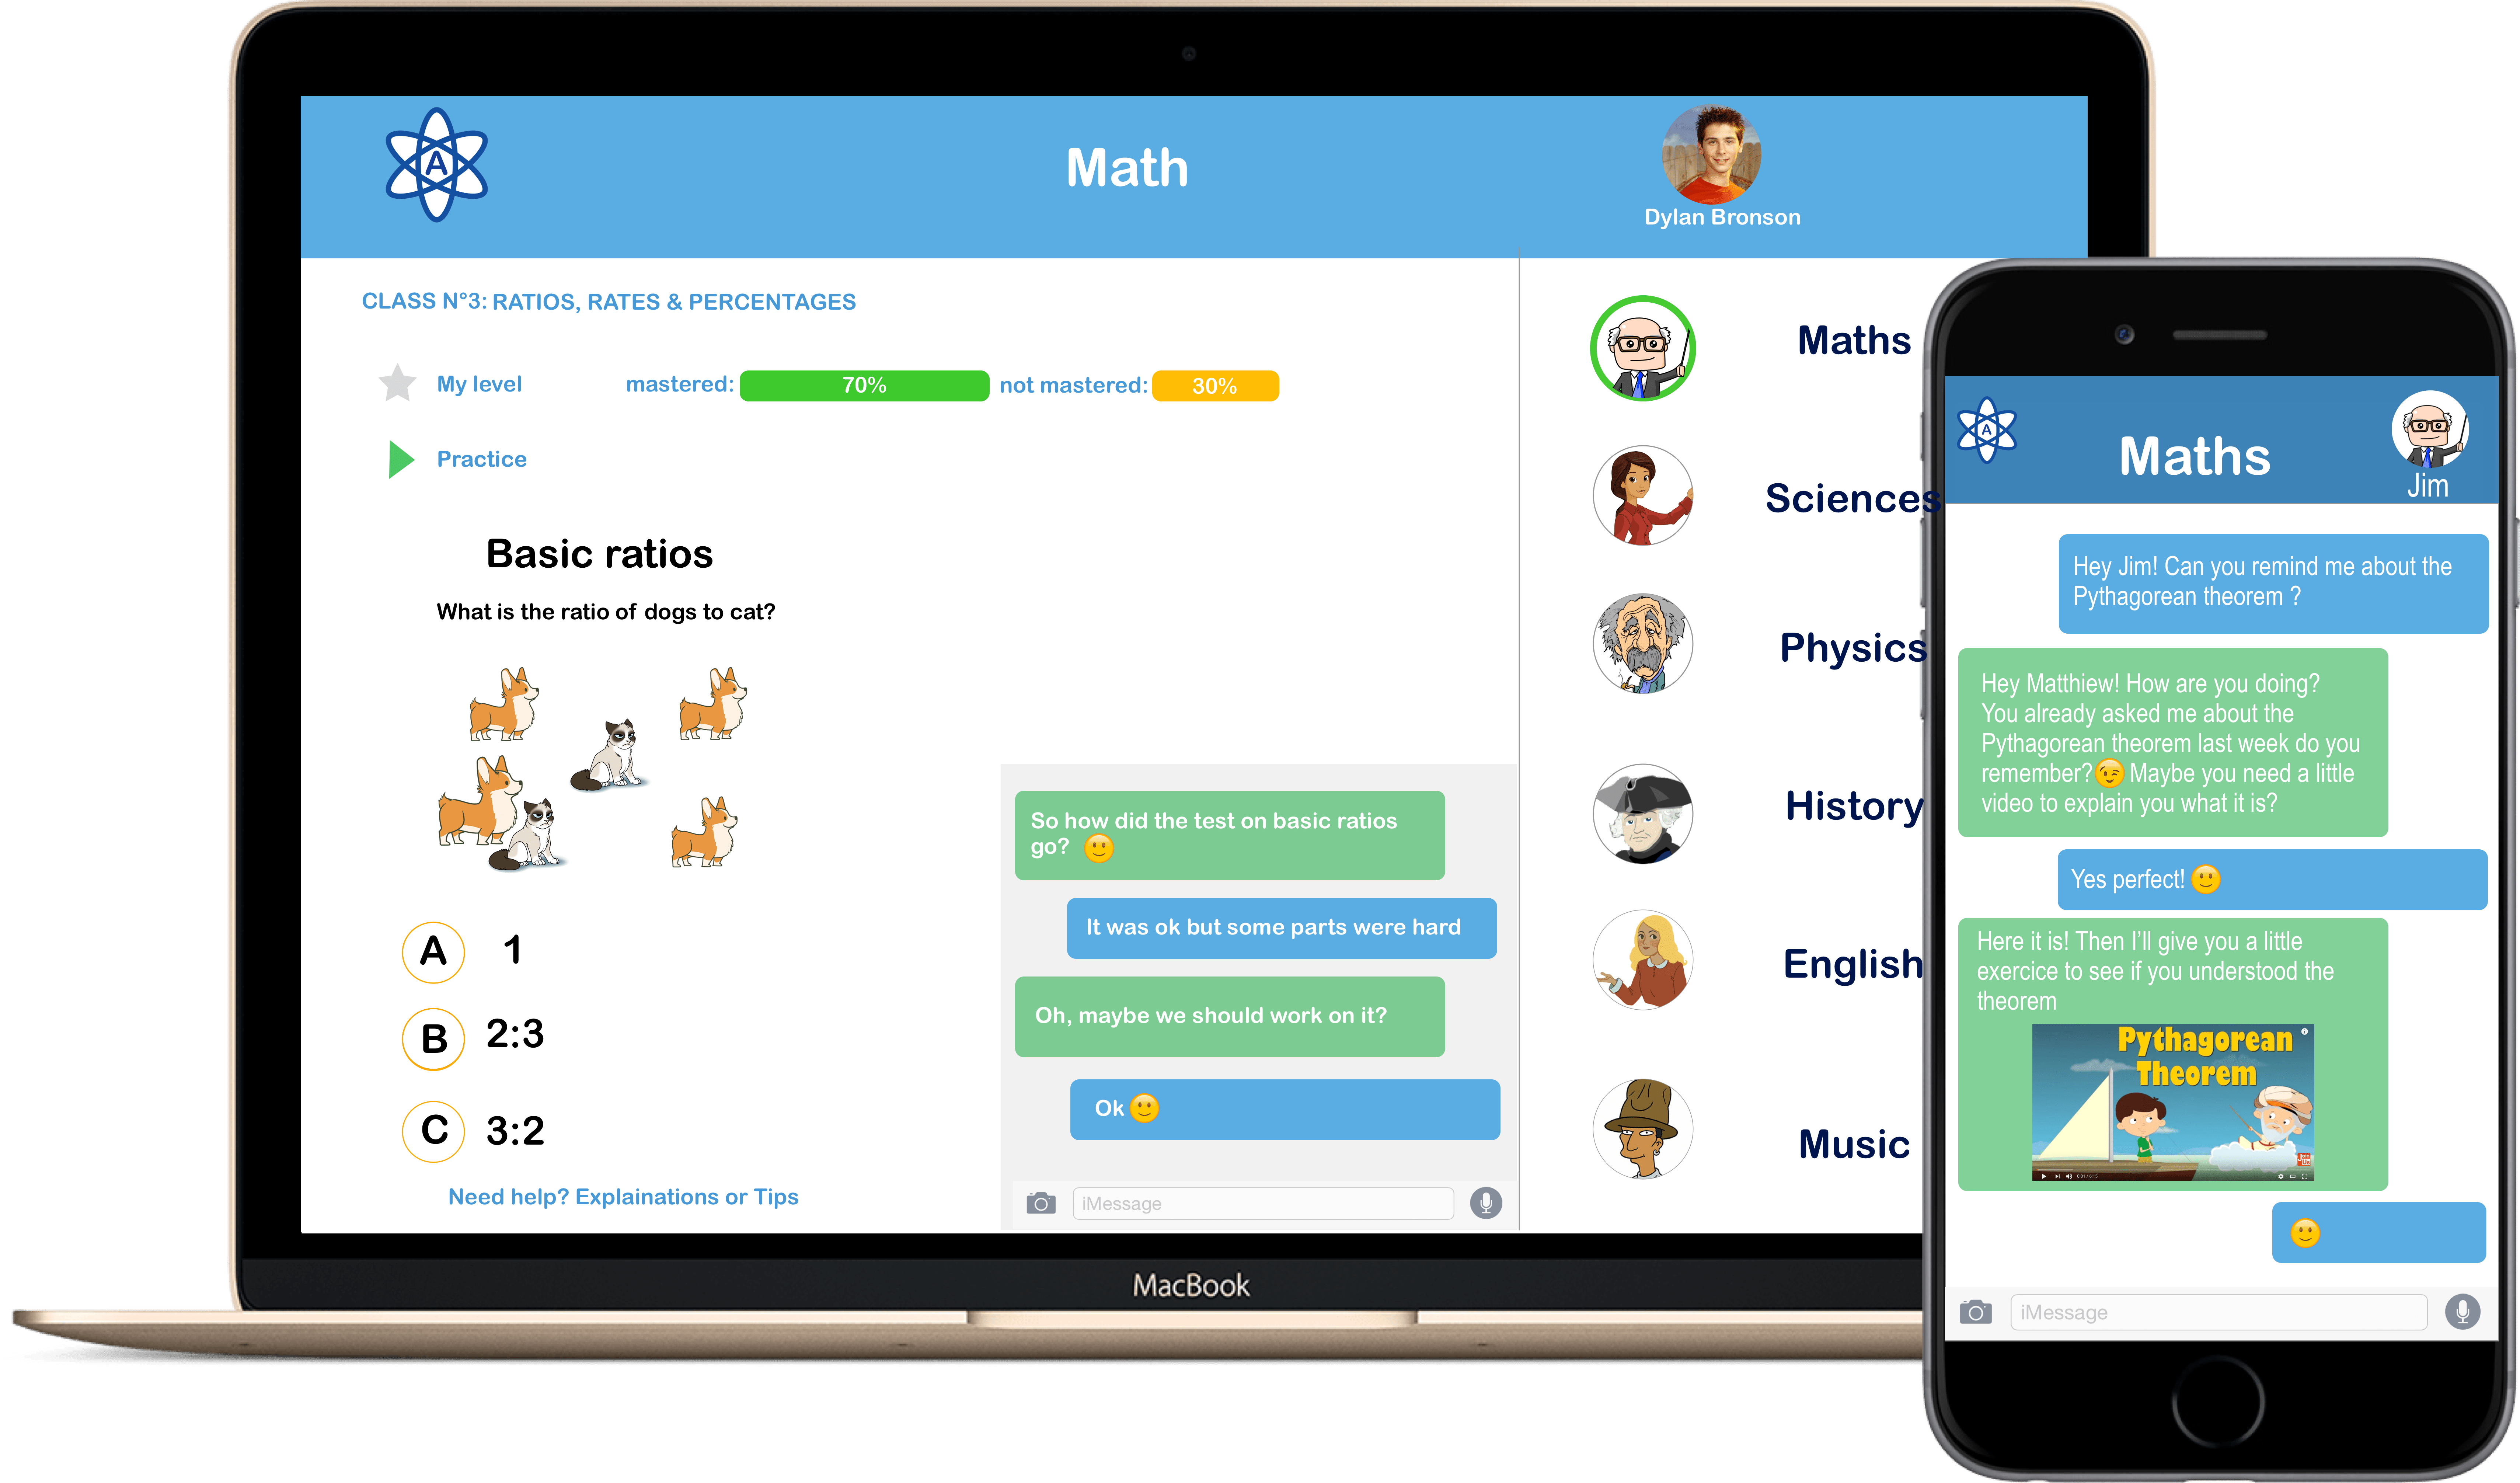 A
Math
Dylan Bronson
CLASS N°3: RATIOS, RATES & PERCENTAGES
My level
mastered:
70%
not mastered:
30%
Practice
Basic ratios
What is the ratio of dogs to cat?
A 1
B 2:3
C 3:2
Need help? Explainations or Tips
So how did the test on basic ratios
go? 🙂
It was ok but some parts were hard
Oh, maybe we should work on it?
Ok 🙂
iMessage
Maths
Sciences
Physics
History
English
Music
MacBook
A
Maths
Jim
Hey Jim! Can you remind me about the
Pythagorean theorem ?
Hey Matthiew! How are you doing?
You already asked me about the
Pythagorean theorem last week do you
remember?😉 Maybe you need a little
video to explain you what it is?
Yes perfect! 🙂
Here it is! Then I'll give you a little
exercice to see if you understood the
theorem
Pythagorean
Theorem
0:01 / 6:15
🙂
iMessage